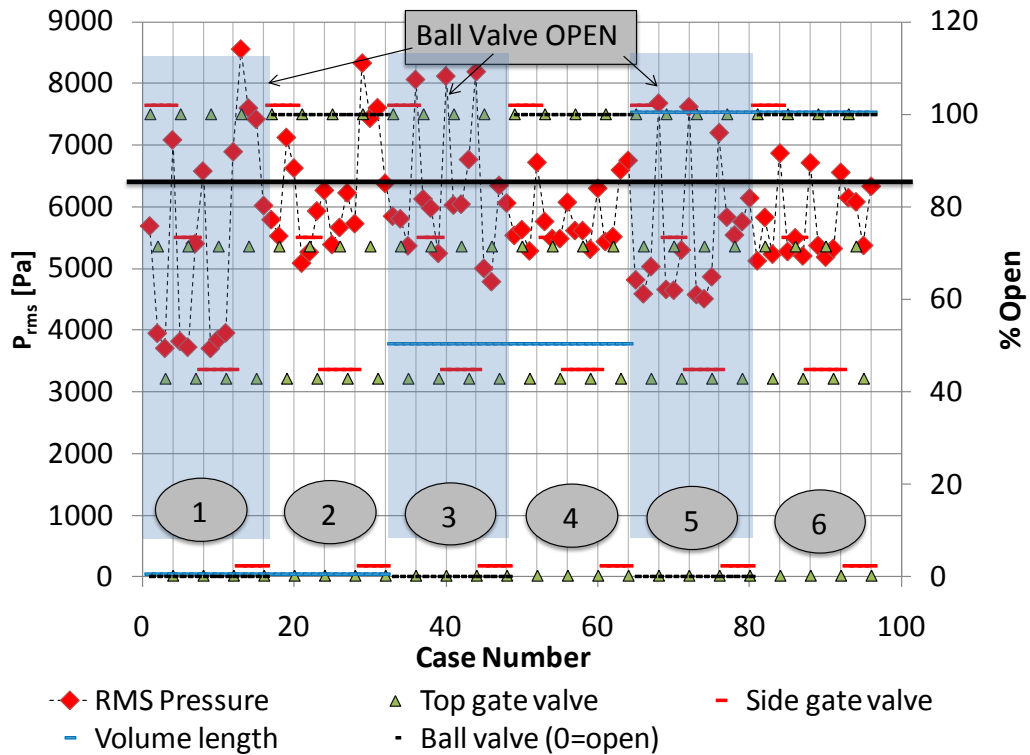 Ball Valve OPEN
9000
8000
7000
6000
5000
4000
3000
2000
1000
0
P_rms [Pa]
120
100
80
60
40
20
0
% Open
1 2 3 4 5 6
0 20 40 60 80 100
Case Number
RMS Pressure Top gate valve Side gate valve
Volume length Ball valve (0=open)